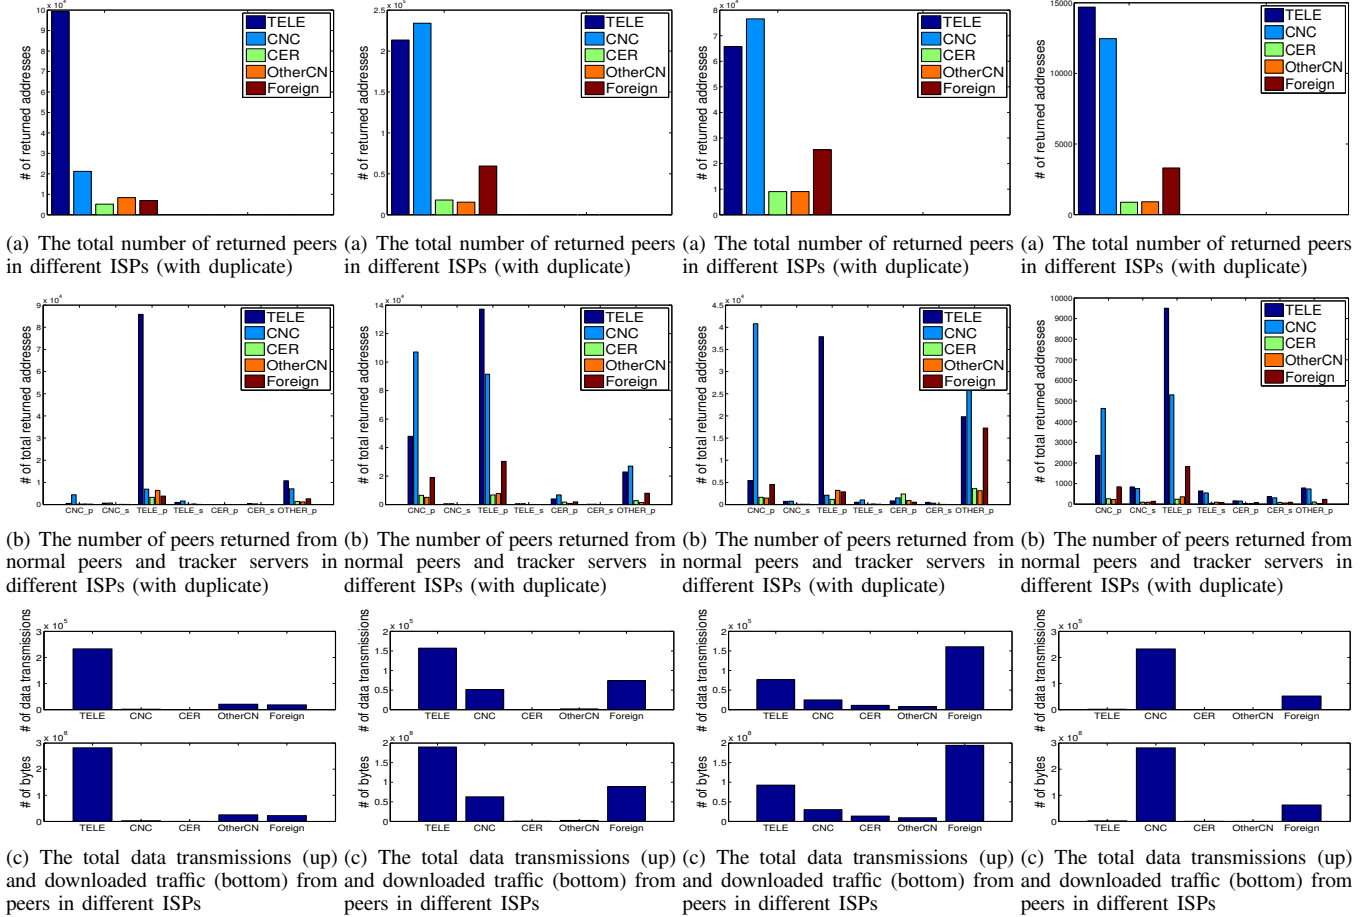 x 10^4
10
9
8
7
6
5
4
3
2
1
0
# of returned addresses
TELE
CNC
CER
OtherCN
Foreign
x 10^5
2.5
2
1.5
1
0.5
0
# of returned addresses
TELE
CNC
CER
OtherCN
Foreign
x 10^4
8
7
6
5
4
3
2
1
0
# of returned addresses
TELE
CNC
CER
OtherCN
Foreign
15000
10000
5000
0
# of returned addresses
TELE
CNC
CER
OtherCN
Foreign
(a) The total number of returned peers
in different ISPs (with duplicate)
(a) The total number of returned peers
in different ISPs (with duplicate)
(a) The total number of returned peers
in different ISPs (with duplicate)
(a) The total number of returned peers
in different ISPs (with duplicate)
x 10^4
9
8
7
6
5
4
3
2
1
0
# of total returned addresses
TELE
CNC
CER
OtherCN
Foreign
CNC_p CNC_s TELE_p TELE_s CER_p CER_s OTHER_p
x 10^4
14
12
10
8
6
4
2
0
# of total returned addresses
TELE
CNC
CER
OtherCN
Foreign
CNC_p CNC_s TELE_p TELE_s CER_p CER_s OTHER_p
x 10^4
4.5
4
3.5
3
2.5
2
1.5
1
0.5
0
# of total returned addresses
TELE
CNC
CER
OtherCN
Foreign
CNC_p CNC_s TELE_p TELE_s CER_p CER_s OTHER_p
10000
9000
8000
7000
6000
5000
4000
3000
2000
1000
0
# of total returned addresses
TELE
CNC
CER
OtherCN
Foreign
CNC_p CNC_s TELE_p TELE_s CER_p CER_s OTHER_p
(b) The number of peers returned from
normal peers and tracker servers in
different ISPs (with duplicate)
(b) The number of peers returned from
normal peers and tracker servers in
different ISPs (with duplicate)
(b) The number of peers returned from
normal peers and tracker servers in
different ISPs (with duplicate)
(b) The number of peers returned from
normal peers and tracker servers in
different ISPs (with duplicate)
x 10^5
3
2
1
0
# of data transmissions
TELE CNC CER OtherCN Foreign
x 10^8
3
2
1
0
# of bytes
TELE CNC CER OtherCN Foreign
x 10^5
2
1.5
1
0.5
0
# of data transmissions
TELE CNC CER OtherCN Foreign
x 10^8
2
1.5
1
0.5
0
# of bytes
TELE CNC CER OtherCN Foreign
x 10^5
2
1.5
1
0.5
0
# of data transmissions
TELE CNC CER OtherCN Foreign
x 10^8
2
1.5
1
0.5
0
# of bytes
TELE CNC CER OtherCN Foreign
x 10^5
3
2
1
0
# of data transmissions
TELE CNC CER OtherCN Foreign
x 10^8
3
2
1
0
# of bytes
TELE CNC CER OtherCN Foreign
(c) The total data transmissions (up)
and downloaded traffic (bottom) from
peers in different ISPs
(c) The total data transmissions (up)
and downloaded traffic (bottom) from
peers in different ISPs
(c) The total data transmissions (up)
and downloaded traffic (bottom) from
peers in different ISPs
(c) The total data transmissions (up)
and downloaded traffic (bottom) from
peers in different ISPs